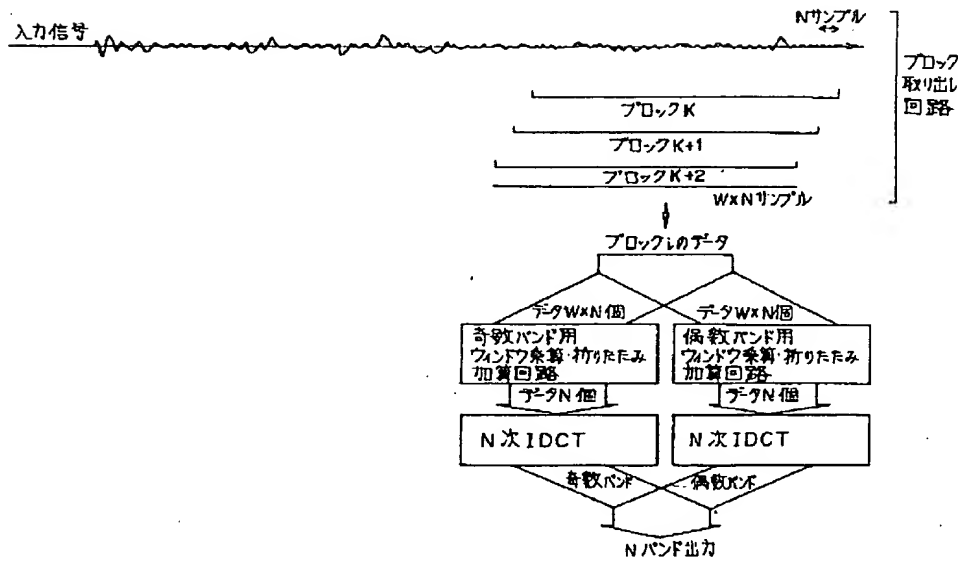 入力信号
Nサンプル
ブロック
取り出し
回路
ブロックK
ブロックK+1
ブロックK+2
W×Nサンプル
ブロックiのデータ
データW×N個
データW×N個
奇数バンド用
ウィンドウ乗算・折りたたみ
加算回路
偶数バンド用
ウィンドウ乗算・折りたたみ
加算回路
データN個
データN個
N次IDCT
N次IDCT
奇数バンド
偶数バンド
Nバンド出力